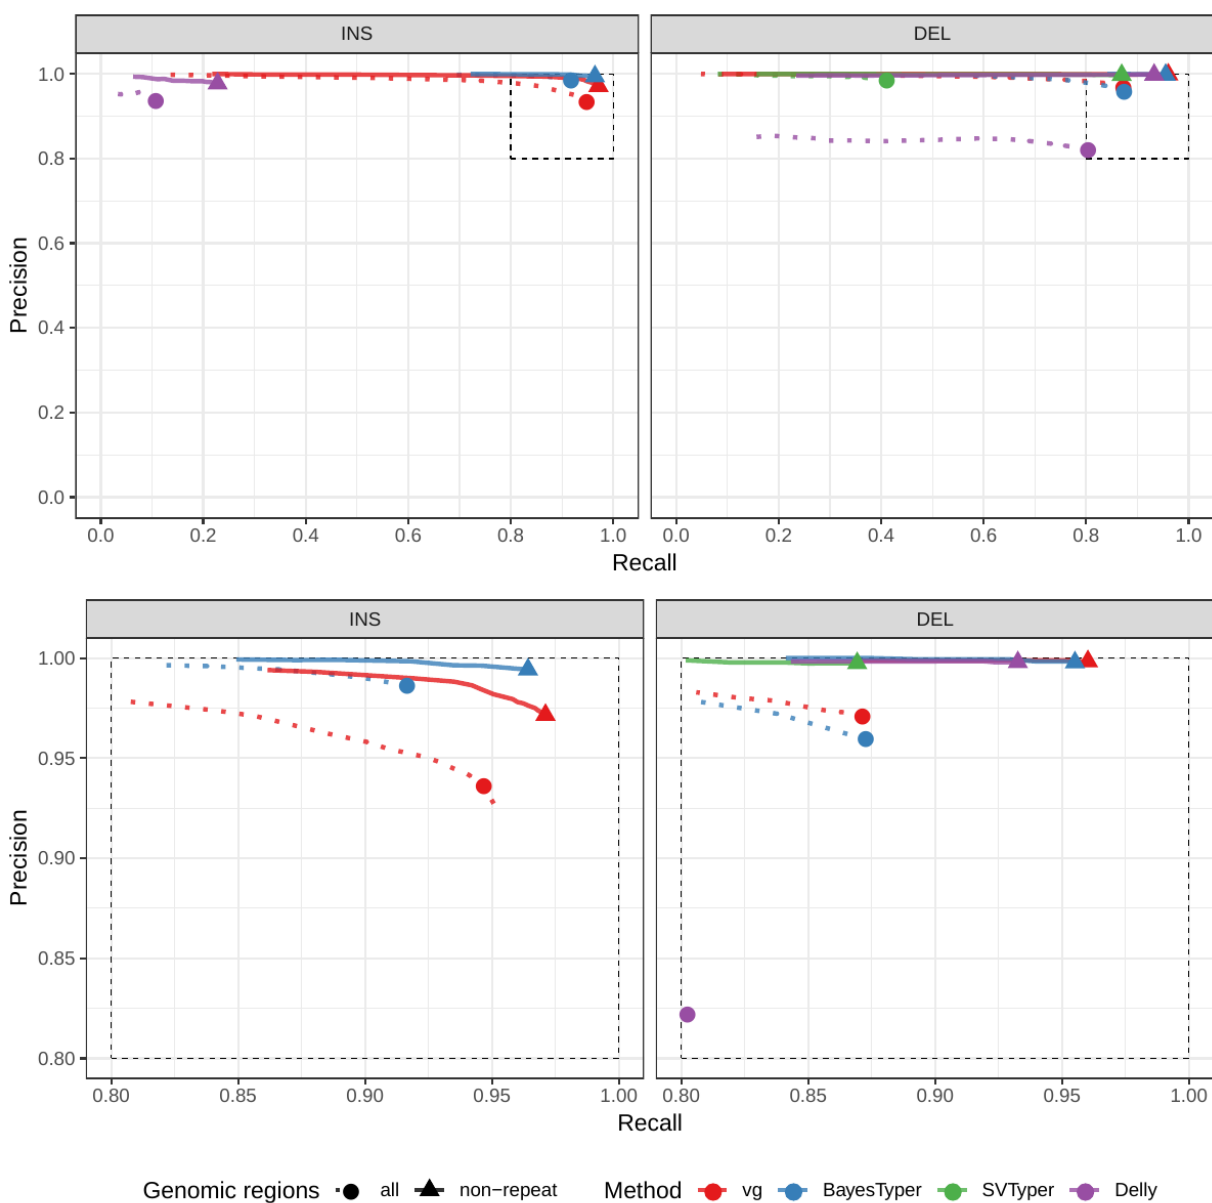 INS DEL
1.0
0.8
0.6
0.4
0.2
0.0
Precision
0.0 0.2 0.4 0.6 0.8 1.0 0.0 0.2 0.4 0.6 0.8 1.0
Recall
INS DEL
1.00
0.95
0.90
0.85
0.80
Precision
0.80 0.85 0.90 0.95 1.00 0.80 0.85 0.90 0.95 1.00
Recall
Genomic regions all non−repeat Method vg BayesTyper SVTyper Delly